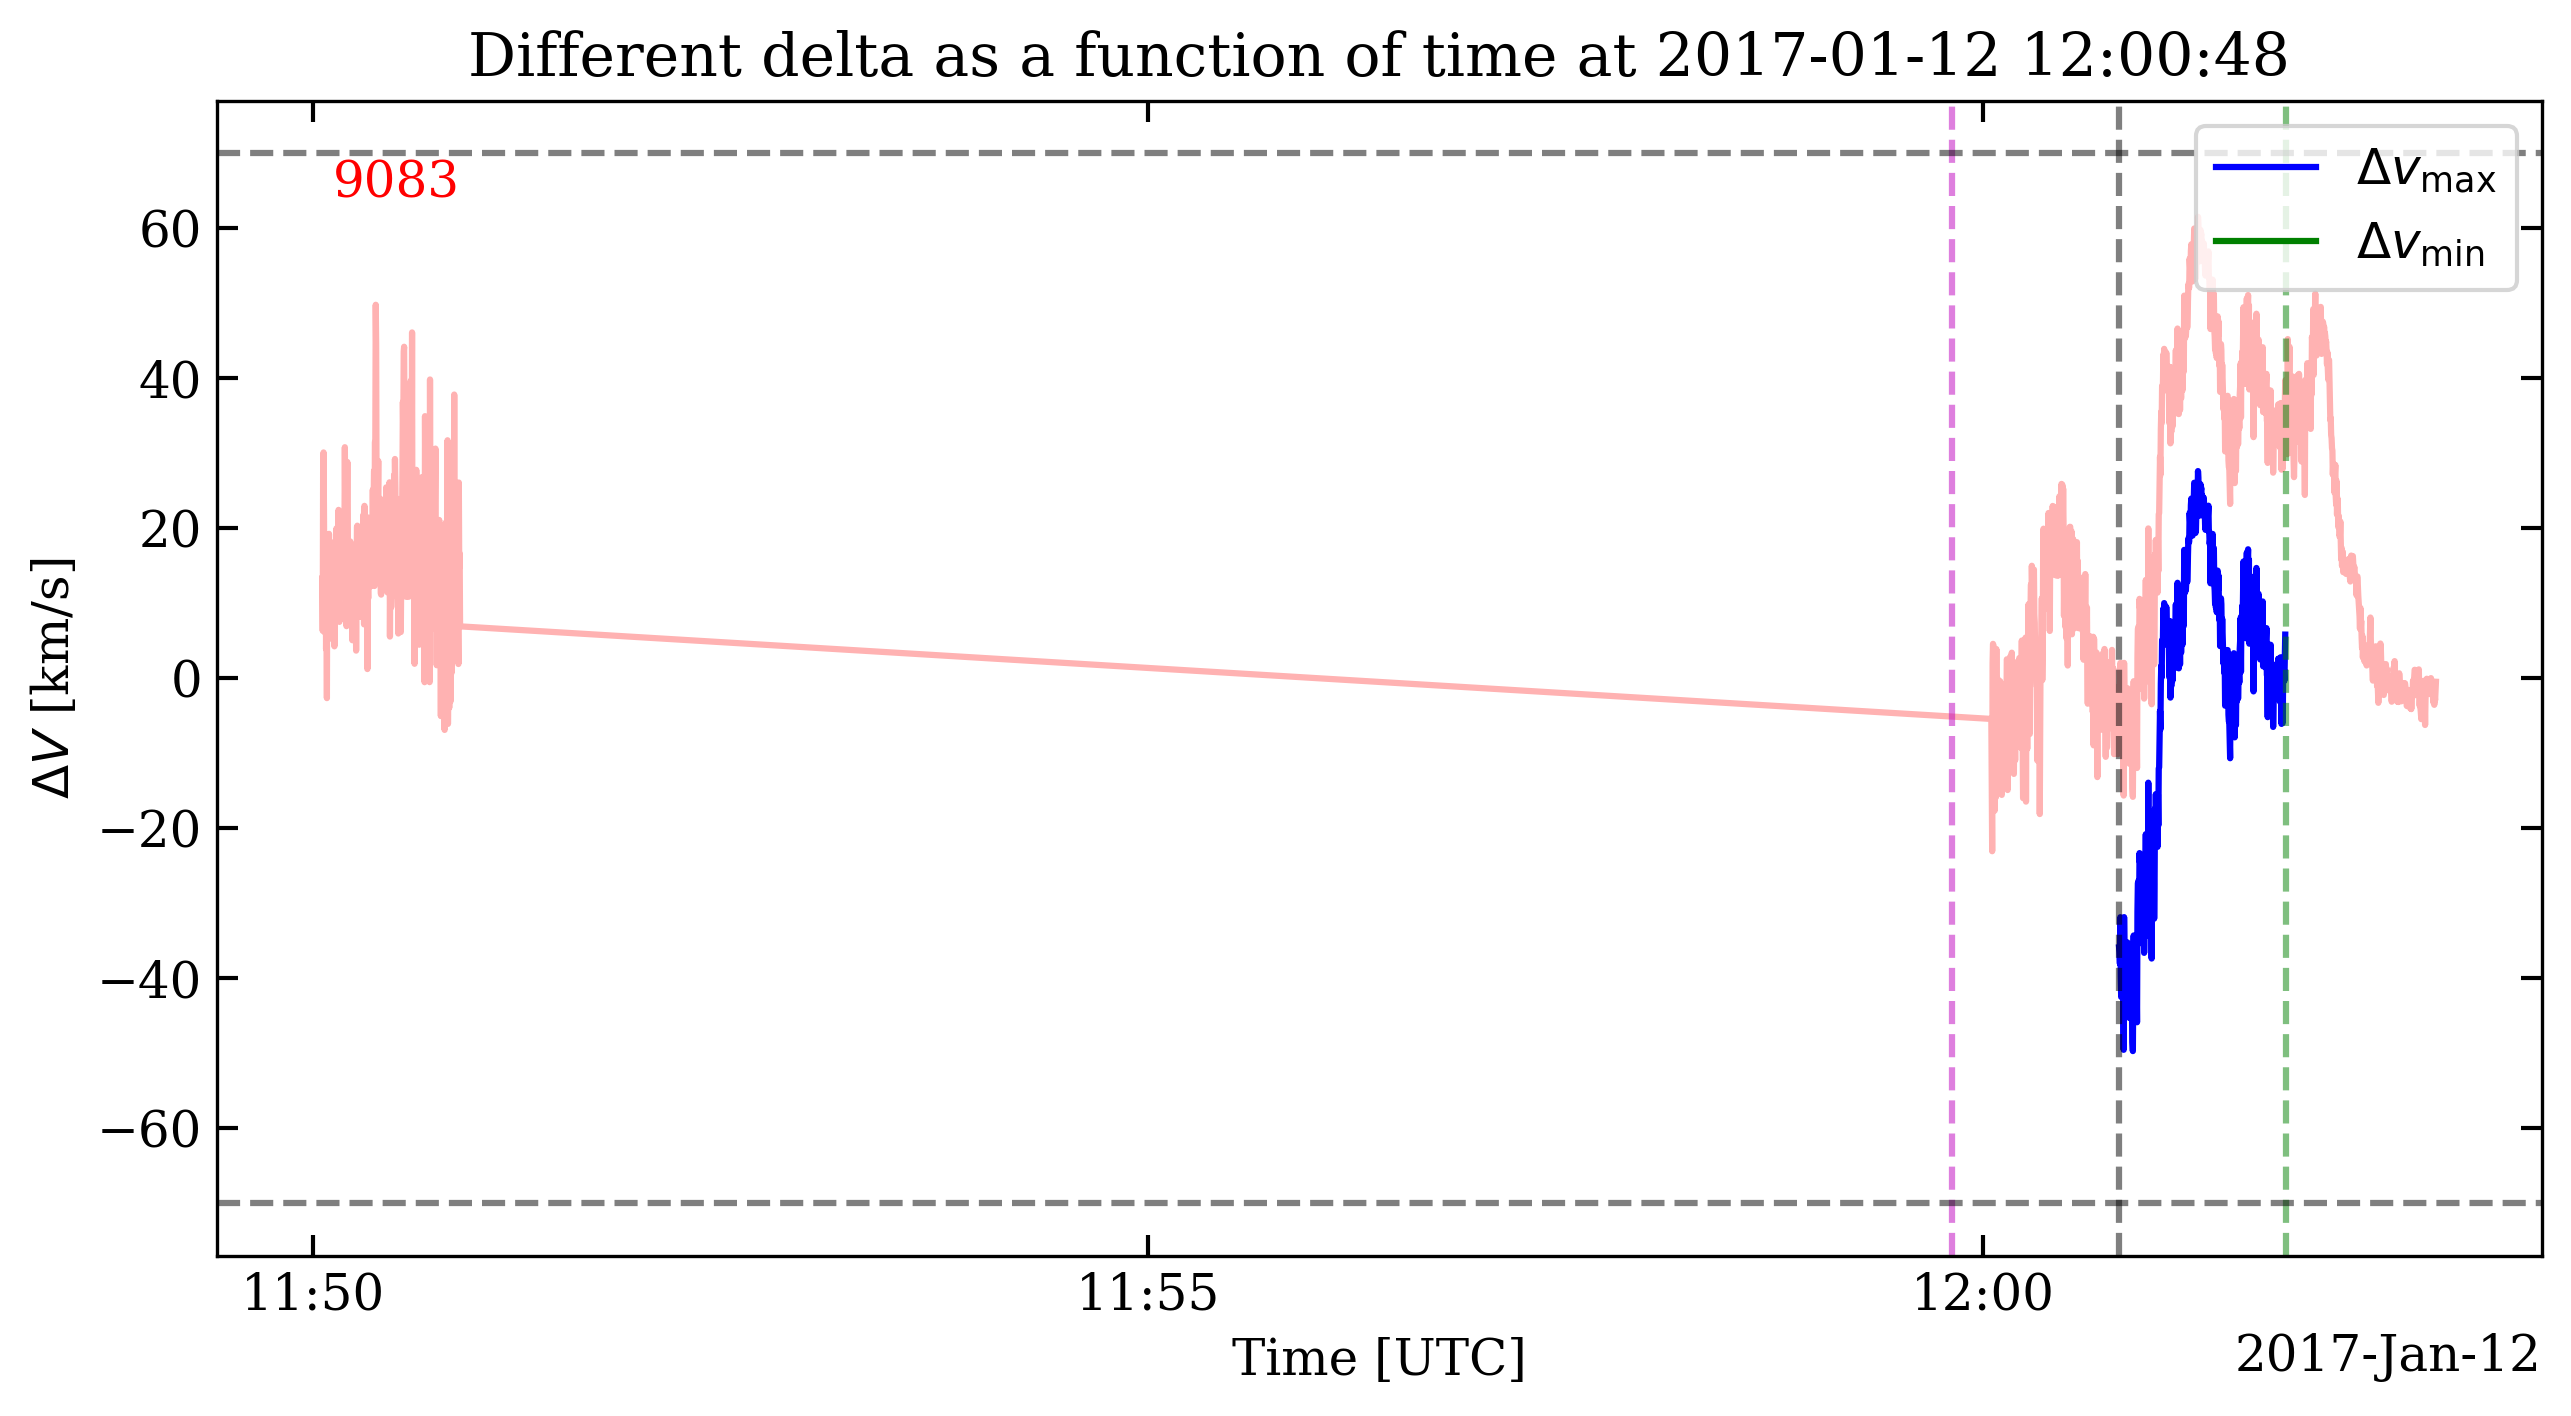 Different delta as a function of time at 2017-01-12 12:00:48
9083
Δv_max
Δv_min
60
40
20
0
−20
−40
−60
ΔV [km/s]
11:50 11:55 12:00
Time [UTC]
2017-Jan-12